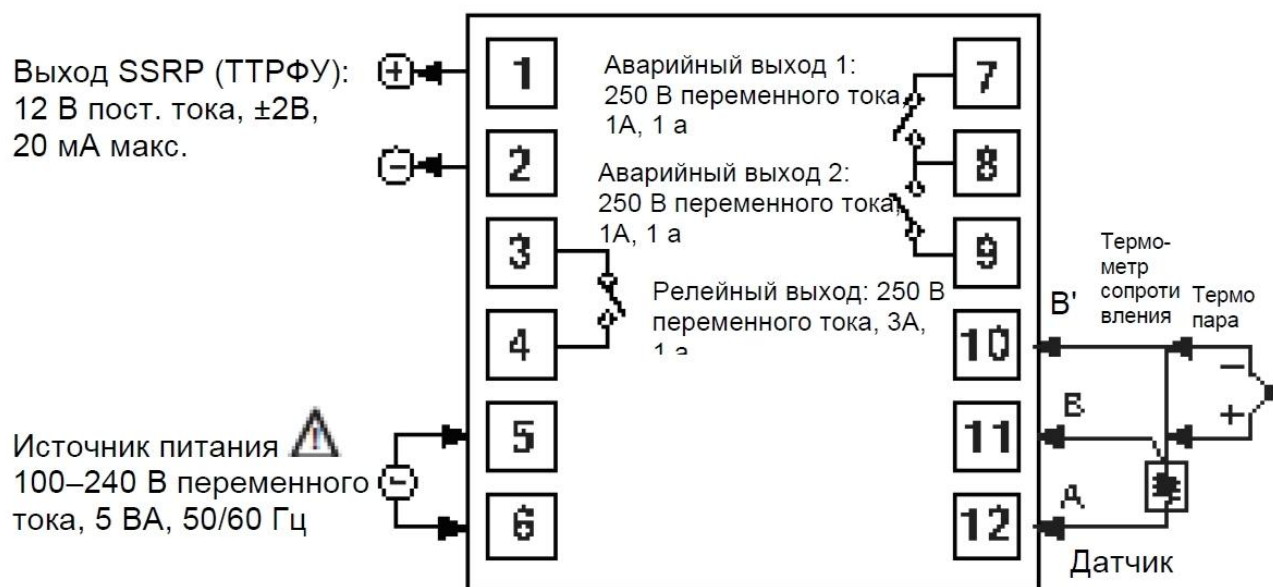 Выход SSRP (ТТРФУ):
12 В пост. тока, ±2В,
20 мА макс.
+
−
1
2
3
4
5
6
Источник питания
100–240 В переменного
тока, 5 ВА, 50/60 Гц
Аварийный выход 1:
250 В переменного тока
1А, 1 а
Аварийный выход 2:
250 В переменного тока,
1А, 1 а
Релейный выход: 250 В
переменного тока, 3А,
1 а
7
8
9
10
11
12
B'
B
A
Термо-
метр
сопроти
вления
Термо
пара
−
+
Датчик